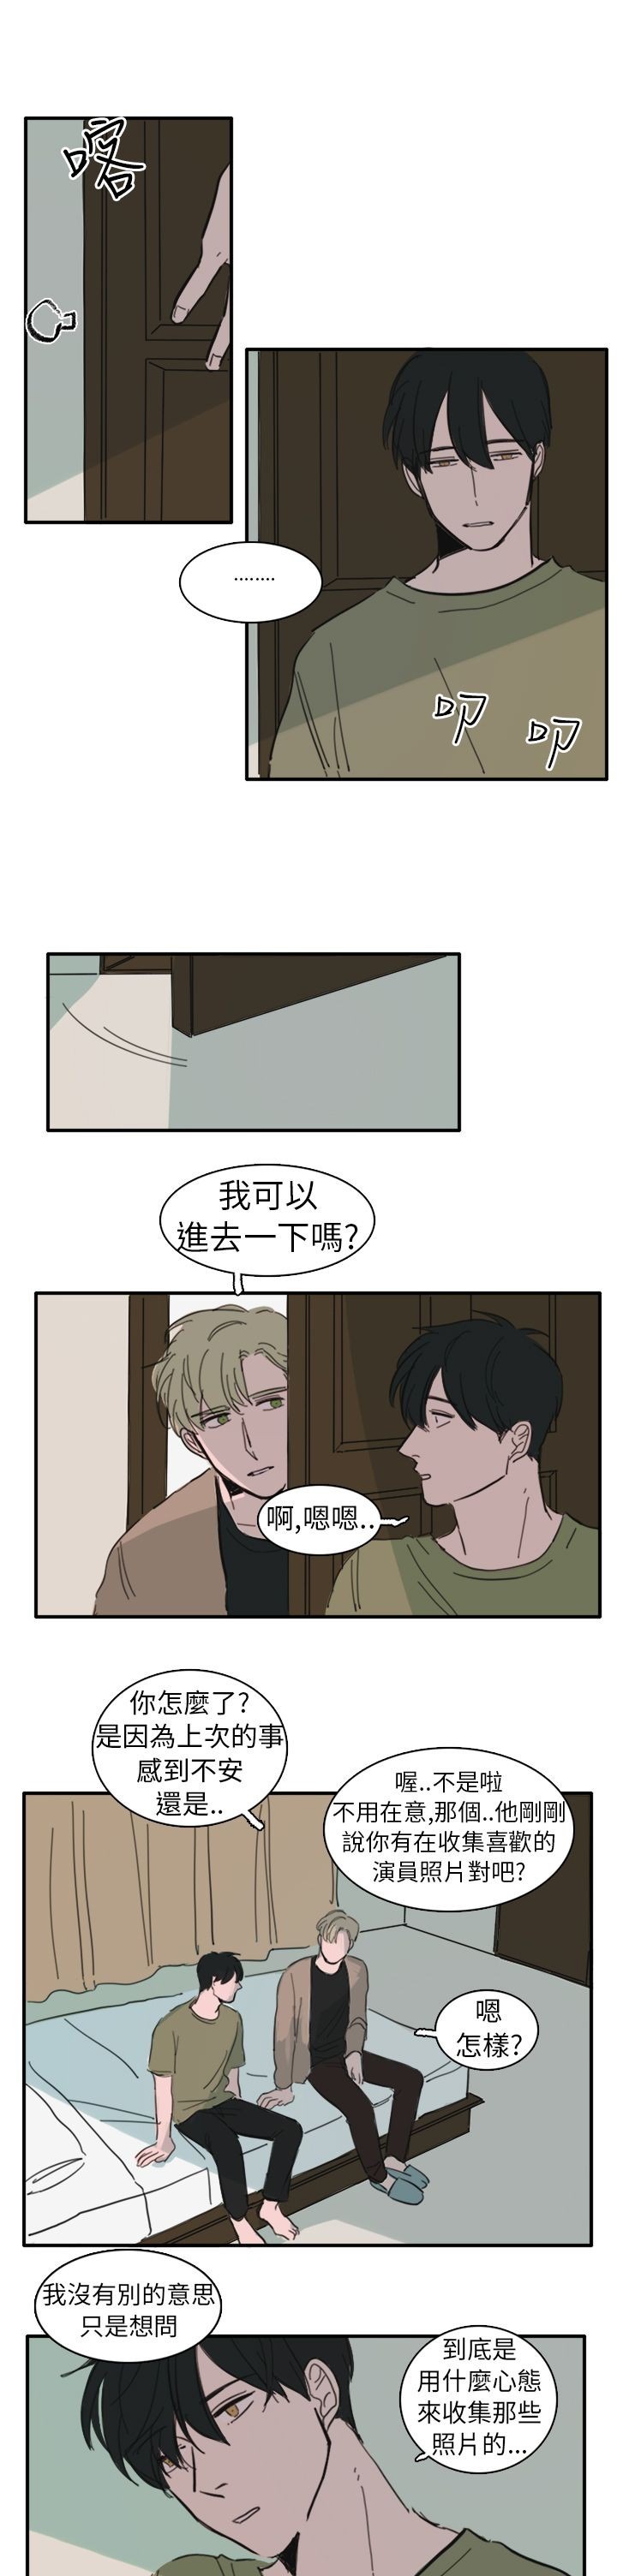 喀
........
叩
叩
我可以
進去一下嗎?
啊,嗯嗯..
你怎麼了?
是因為上次的事
感到不安
還是..
喔..不是啦
不用在意,那個..他剛剛
說你有在收集喜歡的
演員照片對吧?
嗯
怎樣?
我沒有別的意思
只是想問
到底是
用什麼心態
來收集那些
照片的...